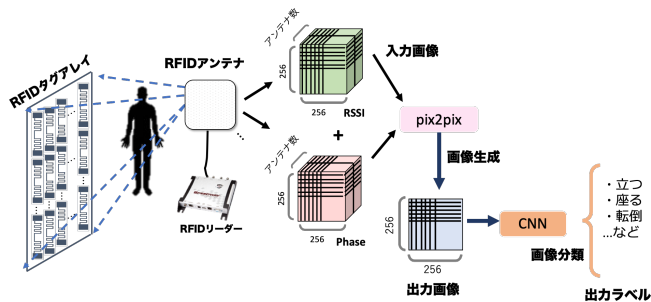 RFIDタグアレイ
RFIDアンテナ
...
RFIDリーダー
アンテナ数
256
256
RSSI
+
アンテナ数
256
256
Phase
入力画像
pix2pix
画像生成
256
256
出力画像
CNN
画像分類
・立つ
・座る
・転倒
...など
出力ラベル